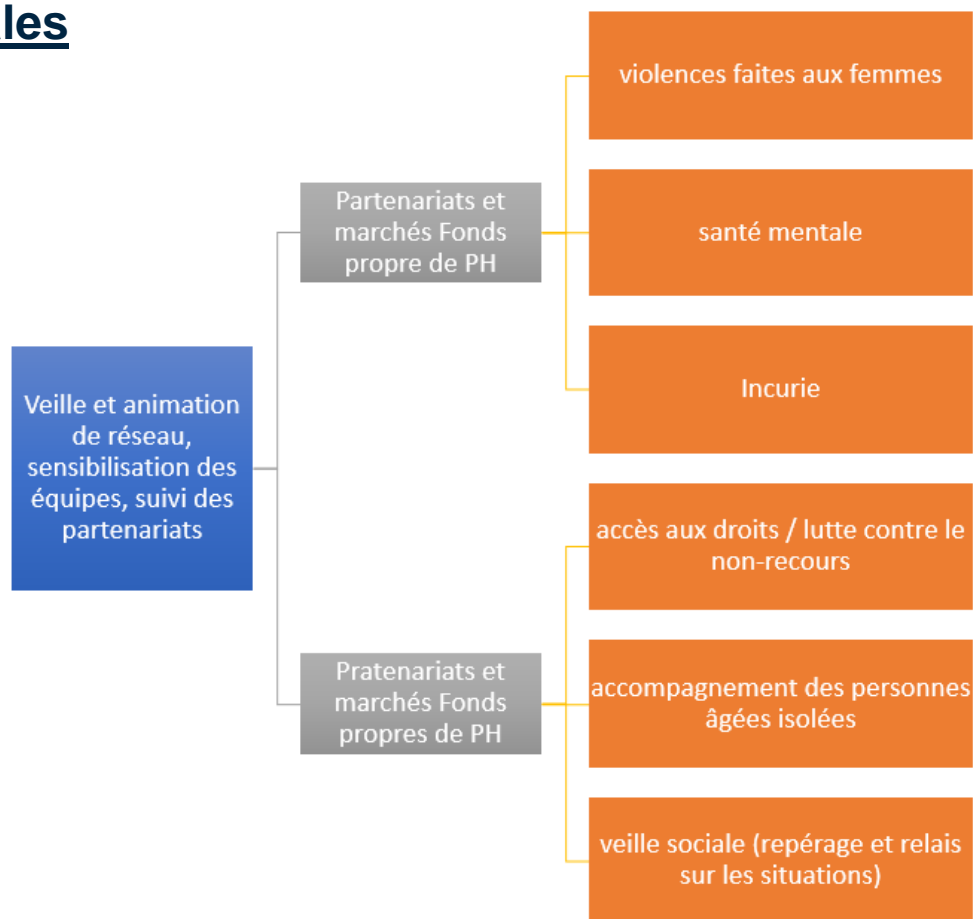 les
violences faites aux femmes
Partenariats et
marchés Fonds
propre de PH
santé mentale
Incurie
Veille et animation
de réseau,
sensibilisation des
équipes, suivi des
partenariats
accès aux droits / lutte contre le
non-recours
Pratenariats et
marchés Fonds
propres de PH
accompagnement des personnes
âgées isolées
veille sociale (repérage et relais
sur les situations)